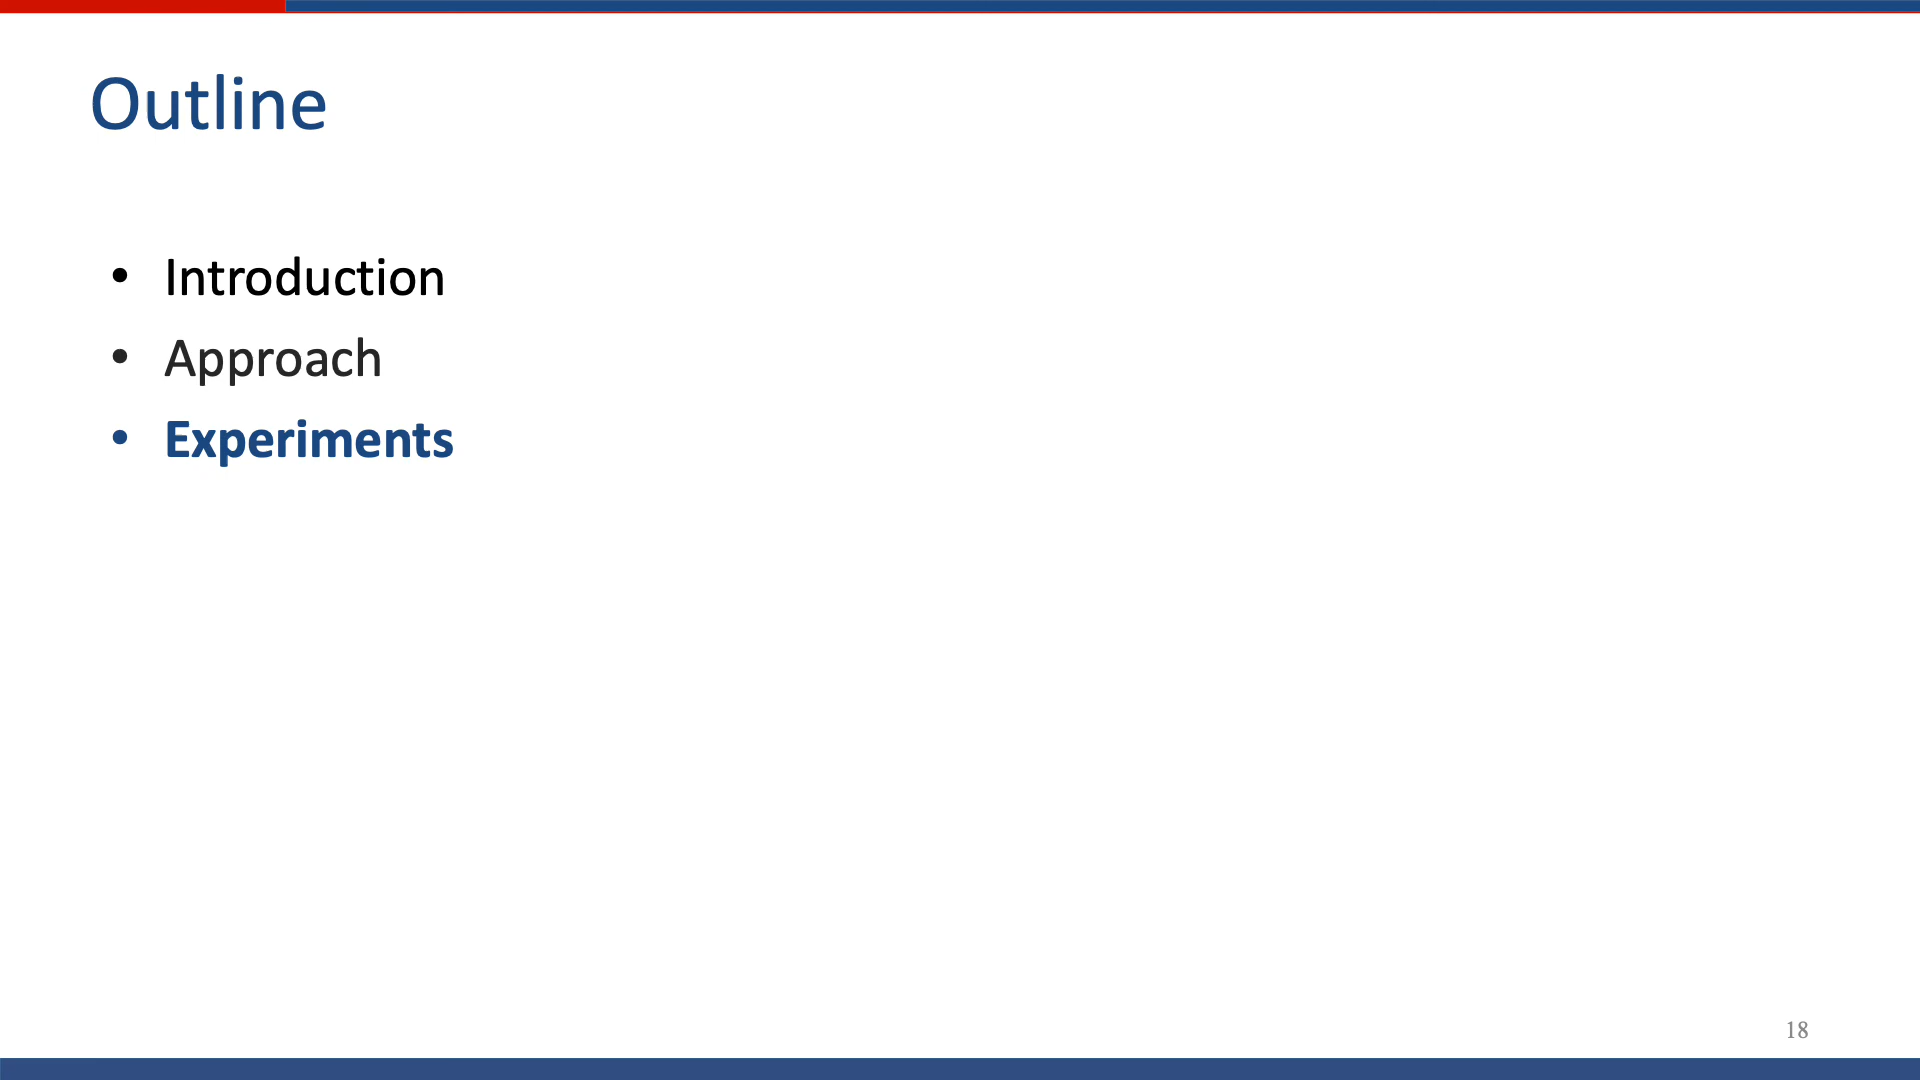 Outline
• Introduction
• Approach
• Experiments
18